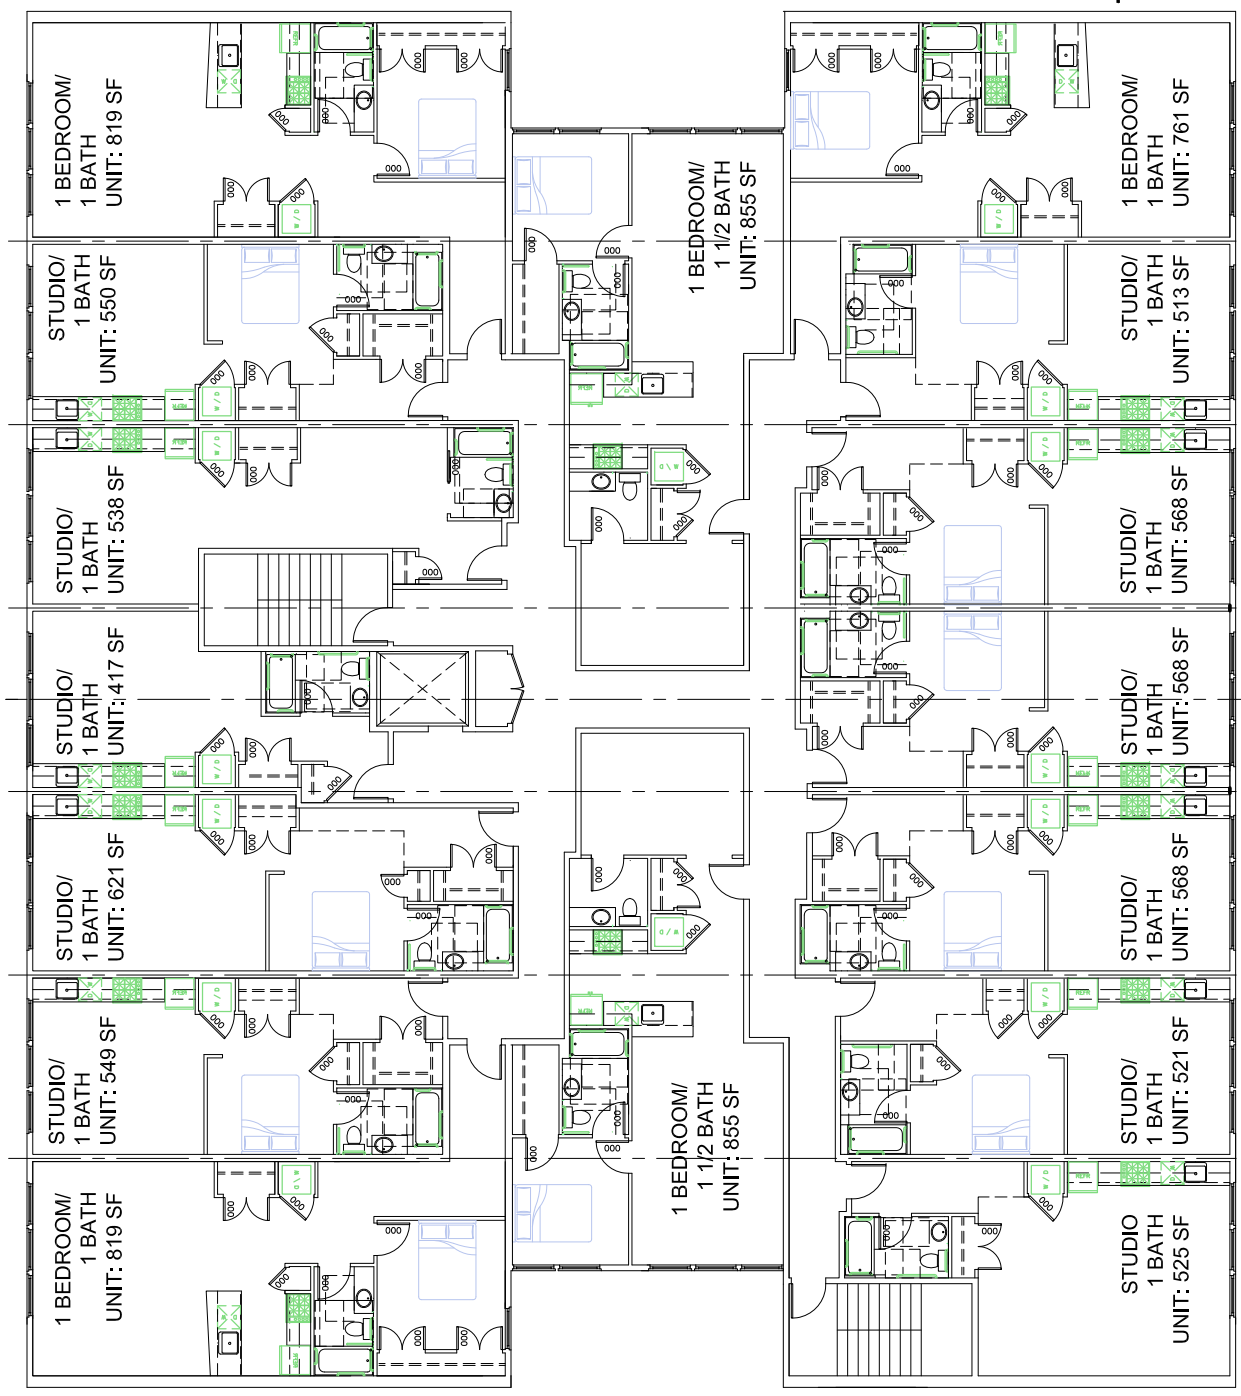 1 BEDROOM/
1 BATH
UNIT: 819 SF
STUDIO/
1 BATH
UNIT: 550 SF
STUDIO/
1 BATH
UNIT: 538 SF
STUDIO/
1 BATH
UNIT: 417 SF
STUDIO/
1 BATH
UNIT: 621 SF
STUDIO/
1 BATH
UNIT: 549 SF
1 BEDROOM/
1 BATH
UNIT: 819 SF
1 BEDROOM/
1 1/2 BATH
UNIT: 855 SF
1 BEDROOM/
1 1/2 BATH
UNIT: 855 SF
1 BEDROOM/
1 BATH
UNIT: 761 SF
STUDIO/
1 BATH
UNIT: 513 SF
STUDIO/
1 BATH
UNIT: 568 SF
STUDIO/
1 BATH
UNIT: 568 SF
STUDIO/
1 BATH
UNIT: 568 SF
STUDIO/
1 BATH
UNIT: 521 SF
STUDIO
1 BATH
UNIT: 525 SF
000
W/D
REFR